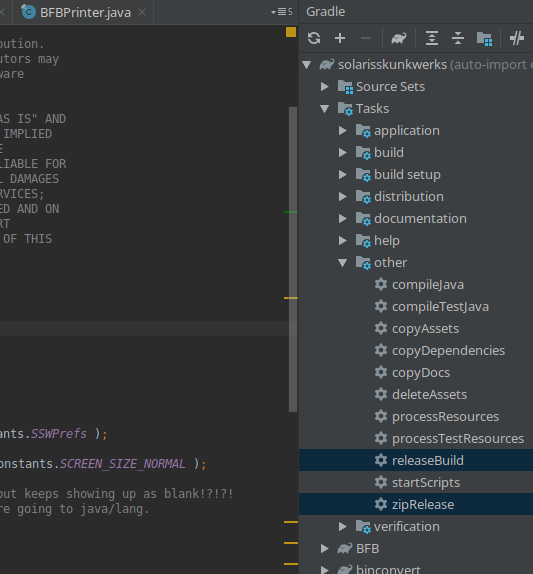 BFBPrinter.java
5
bution.
utors may
ware
AS IS" AND
IMPLIED
E
LIABLE FOR
L DAMAGES
RVICES;
ED AND ON
RT
OF THIS
ants.SSWPrefs );
onstants.SCREEN_SIZE_NORMAL );
out keeps showing up as blank!?!?!
re going to java/lang.
Gradle
solarisskunkwerks (auto-import e
Source Sets
Tasks
application
build
build setup
distribution
documentation
help
other
compileJava
compileTestJava
copyAssets
copyDependencies
copyDocs
deleteAssets
processResources
processTestResources
releaseBuild
startScripts
zipRelease
verification
BFB
binconvert